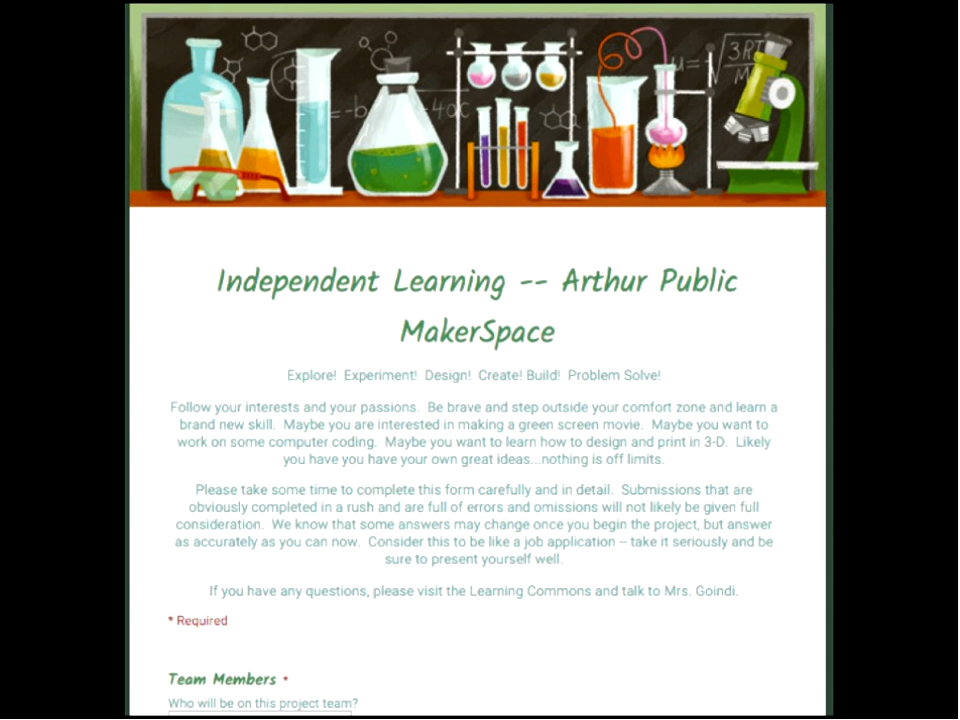 = -b
-4ac
u = √3RT
M
Independent Learning -- Arthur Public
MakerSpace
Explore!  Experiment!  Design!  Create! Build!  Problem Solve!
Follow your interests and your passions.  Be brave and step outside your comfort zone and learn a
brand new skill.  Maybe you are interested in making a green screen movie.  Maybe you want to
work on some computer coding.  Maybe you want to learn how to design and print in 3-D.  Likely
you have you have your own great ideas...nothing is off limits.
Please take some time to complete this form carefully and in detail.  Submissions that are
obviously completed in a rush and are full of errors and omissions will not likely be given full
consideration.  We know that some answers may change once you begin the project, but answer
as accurately as you can now.  Consider this to be like a job application – take it seriously and be
sure to present yourself well.
If you have any questions, please visit the Learning Commons and talk to Mrs. Goindi.
* Required
Team Members *
Who will be on this project team?